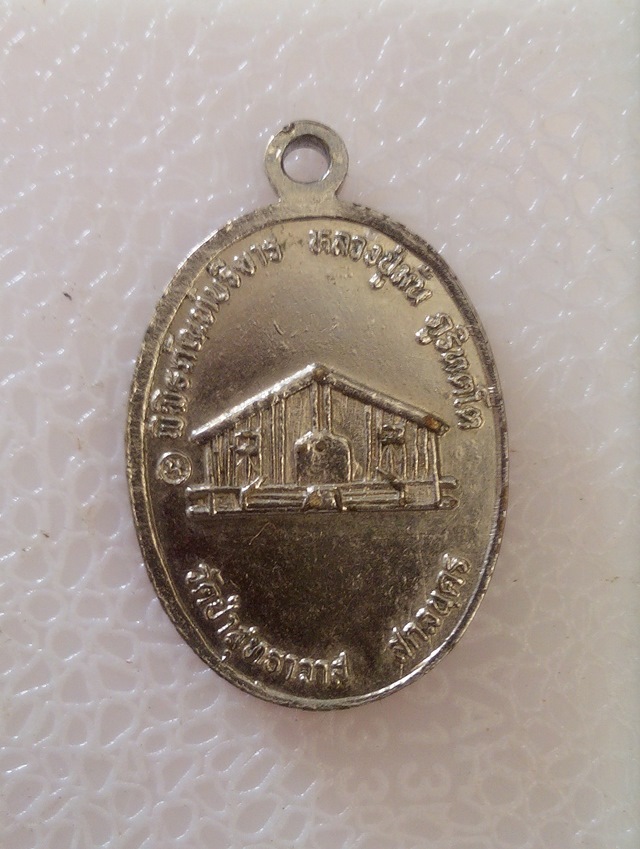 พิพิธภัณฑ์บริขาร หลวงปู่มั่น ภูริทตฺโต
วัดป่าสุทธาวาส สกลนคร